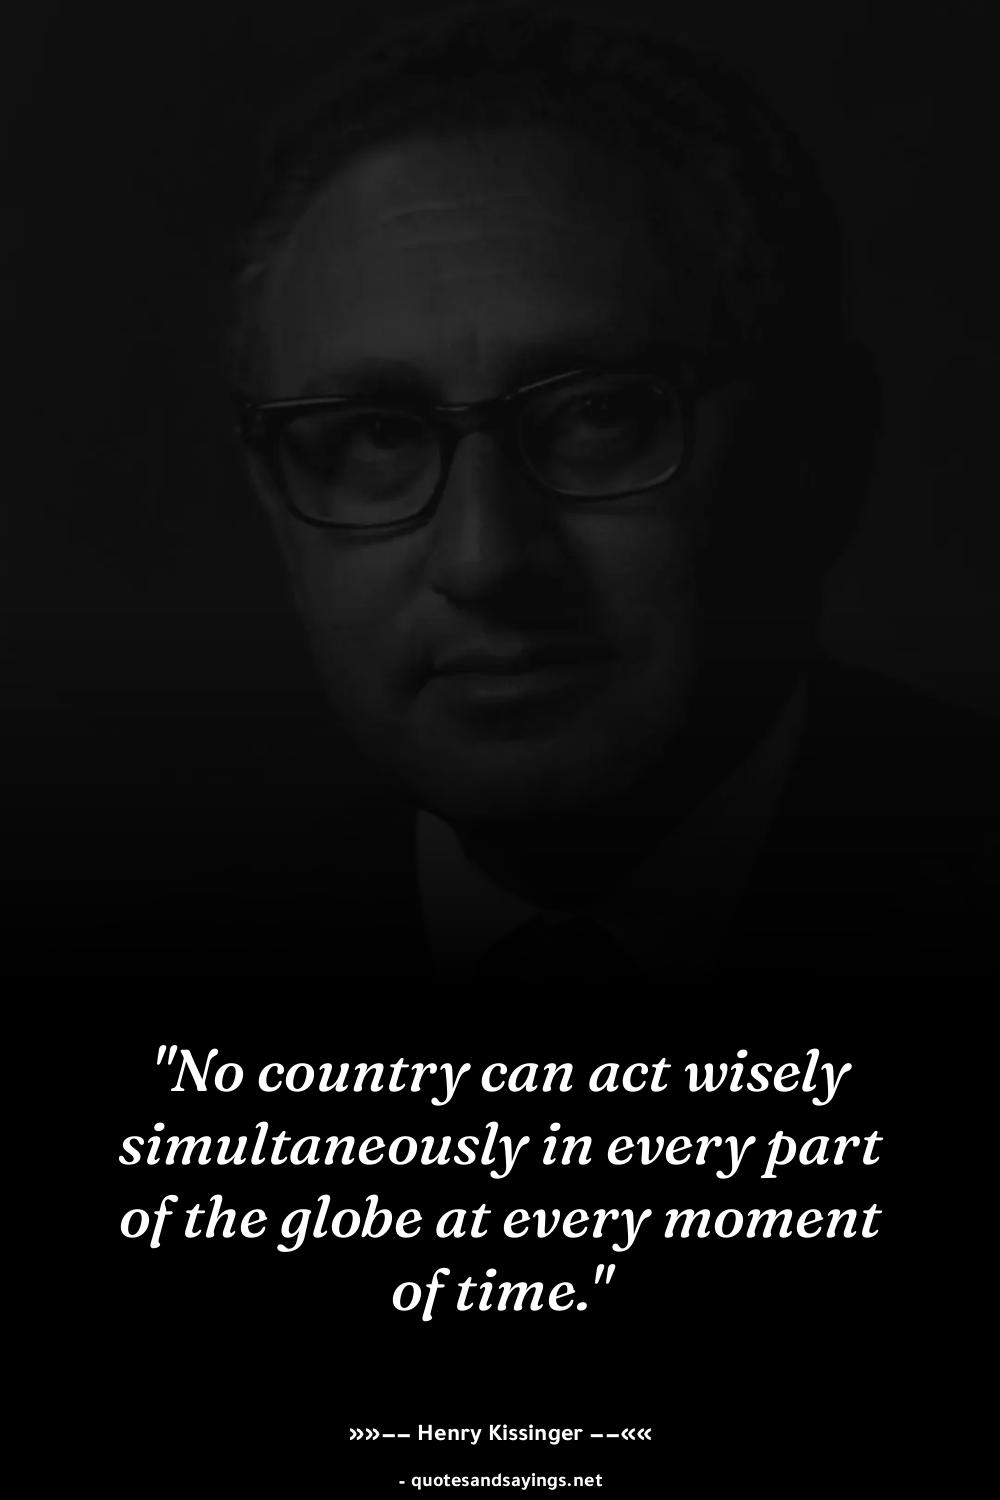 "No country can act wisely
simultaneously in every part
of the globe at every moment
of time."
»»−− Henry Kissinger −−««
- quotesandsayings.net